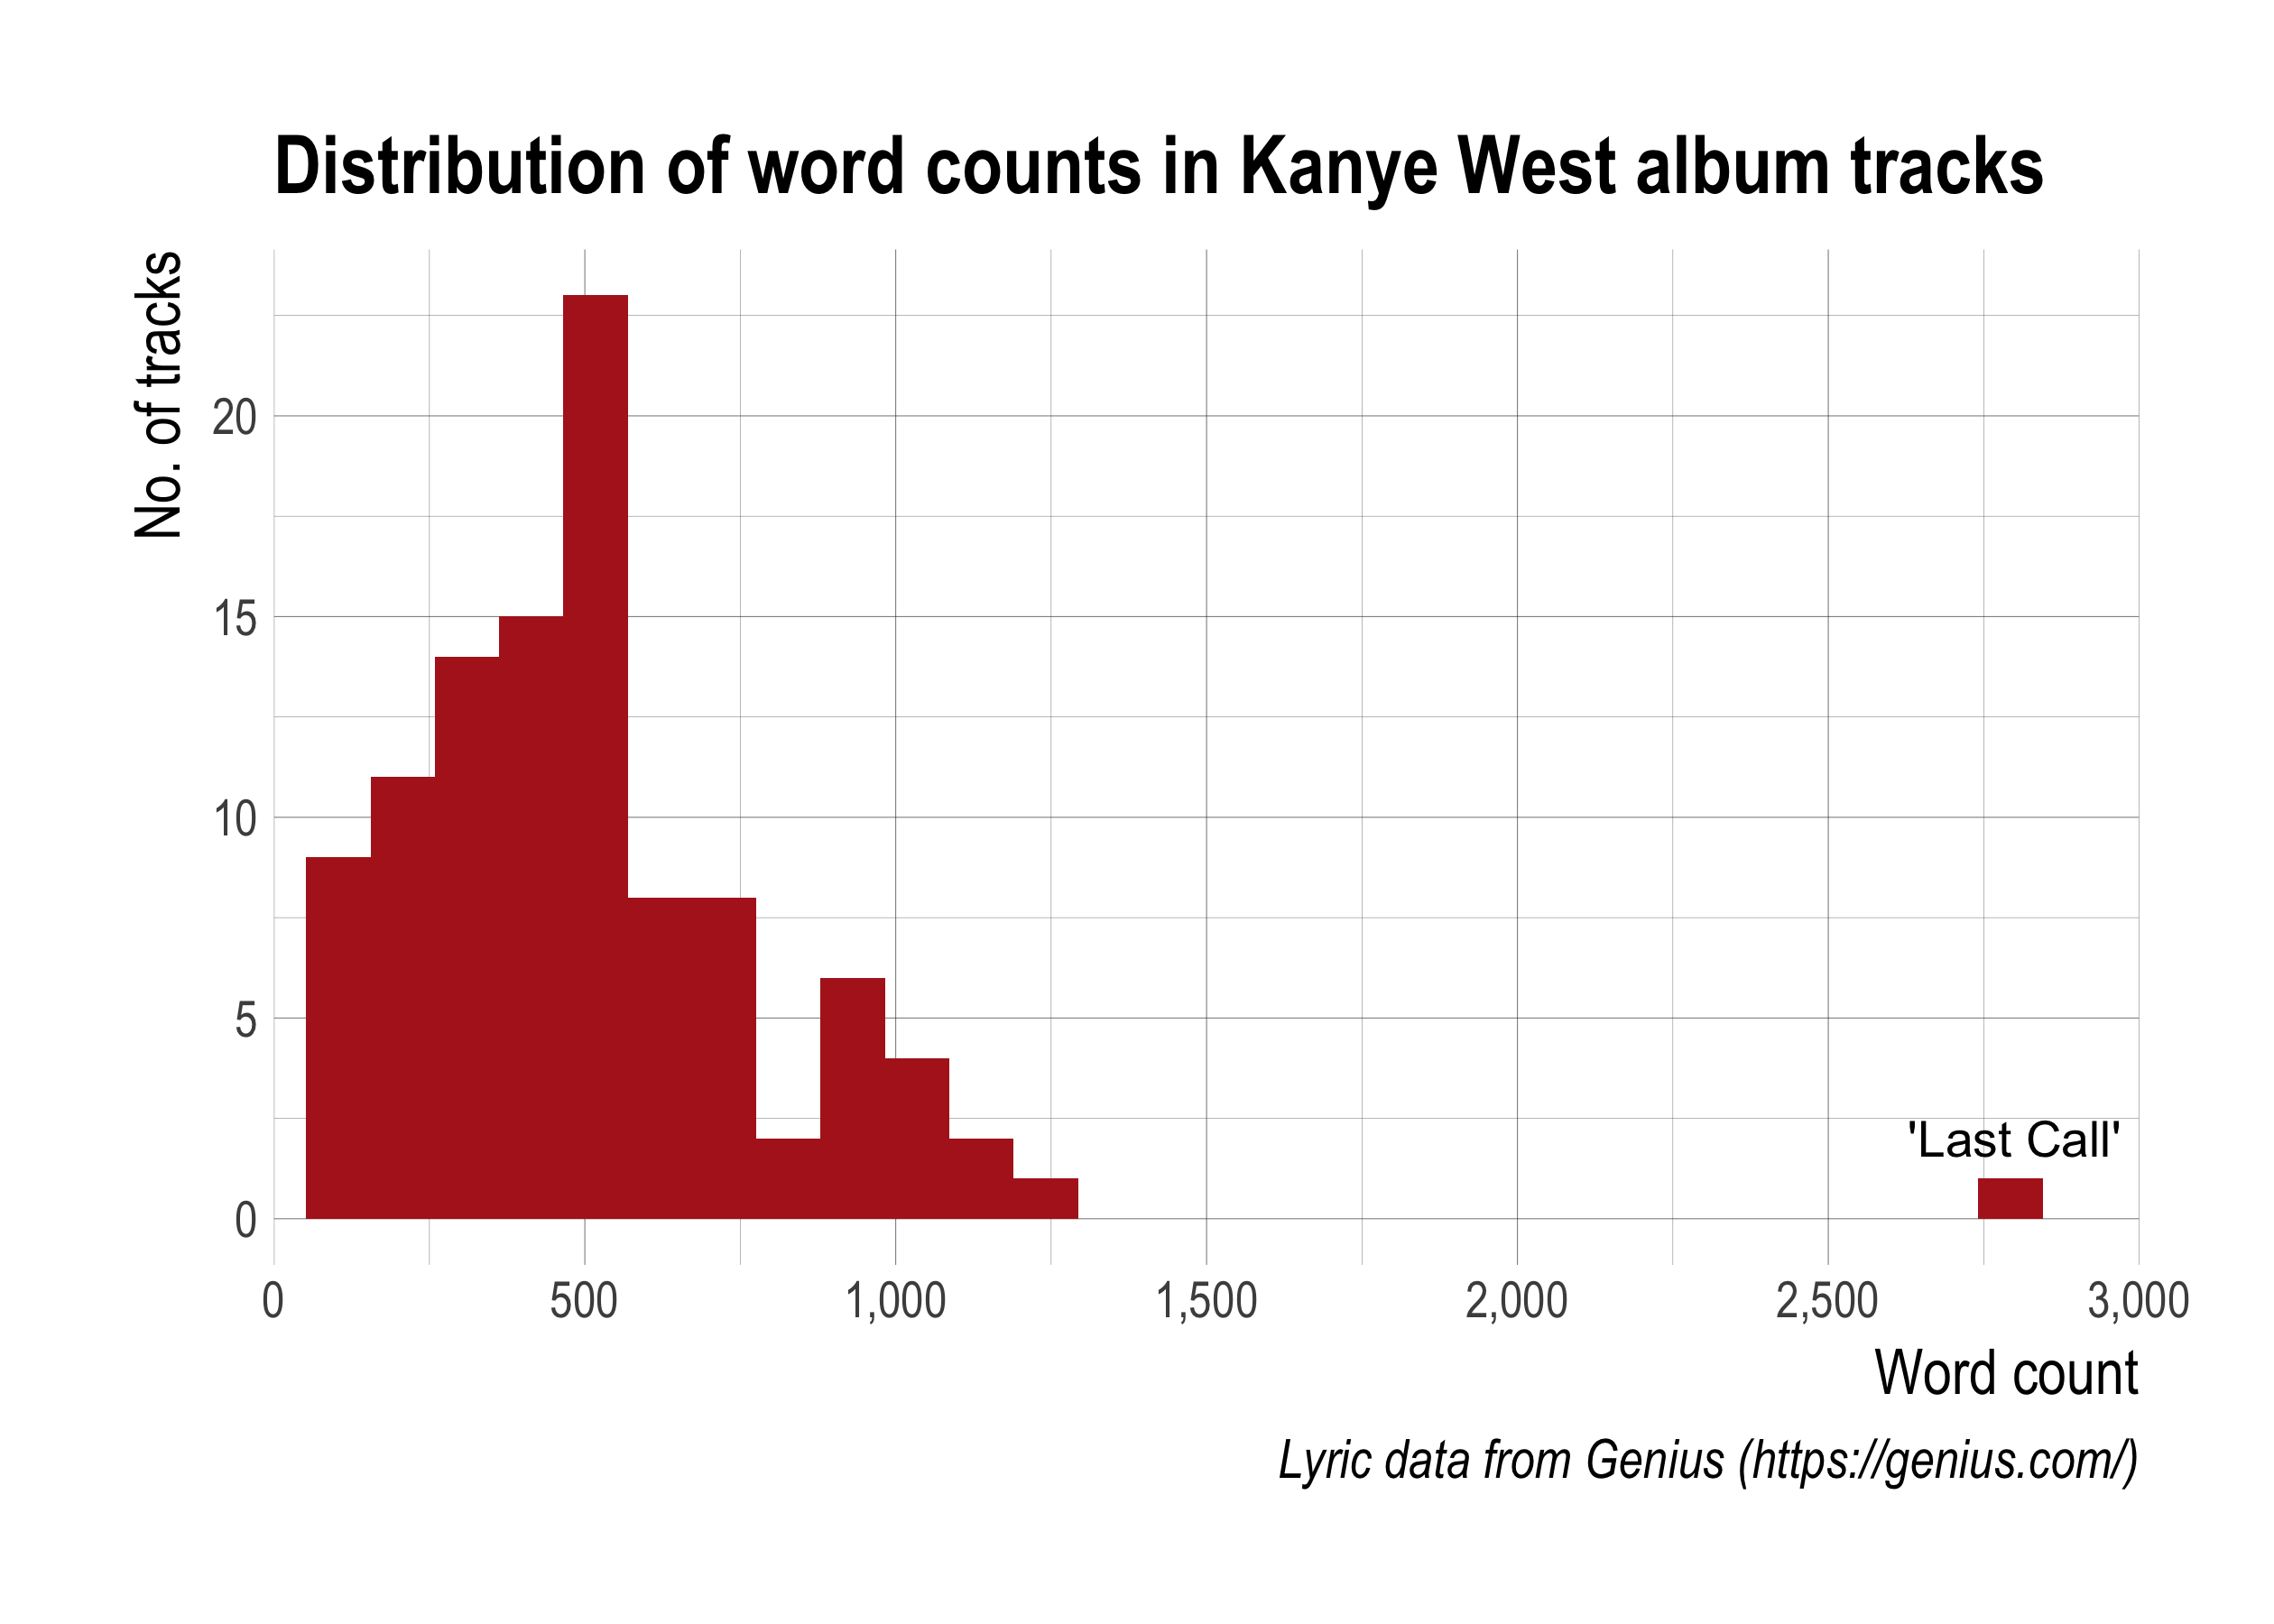 Distribution of word counts in Kanye West album tracks
No. of tracks
20
15
10
5
0
'Last Call'
0 500 1,000 1,500 2,000 2,500 3,000
Word count
Lyric data from Genius (https://genius.com/)